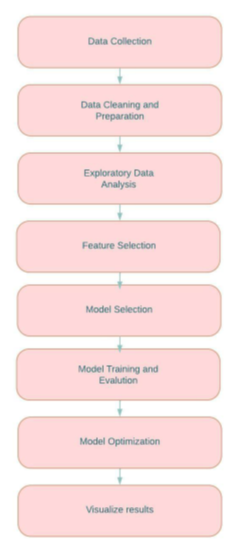 Data Collection
Data Cleaning and
Preparation
Exploratory Data
Analysis
Feature Selection
Model Selection
Model Training and
Evalution
Model Optimization
Visualize results